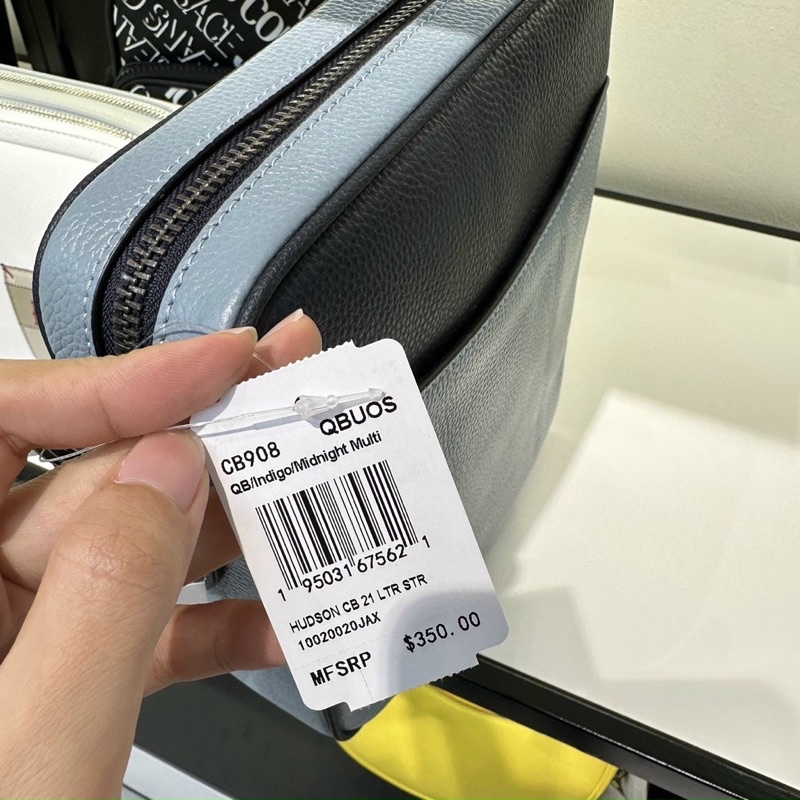 QBUOS
CB908
QB/Indigo/Midnight Multi
1 95031 67562 1
HUDSON CB 21 LTR STR
10020020JAX
MFSRP $350.00